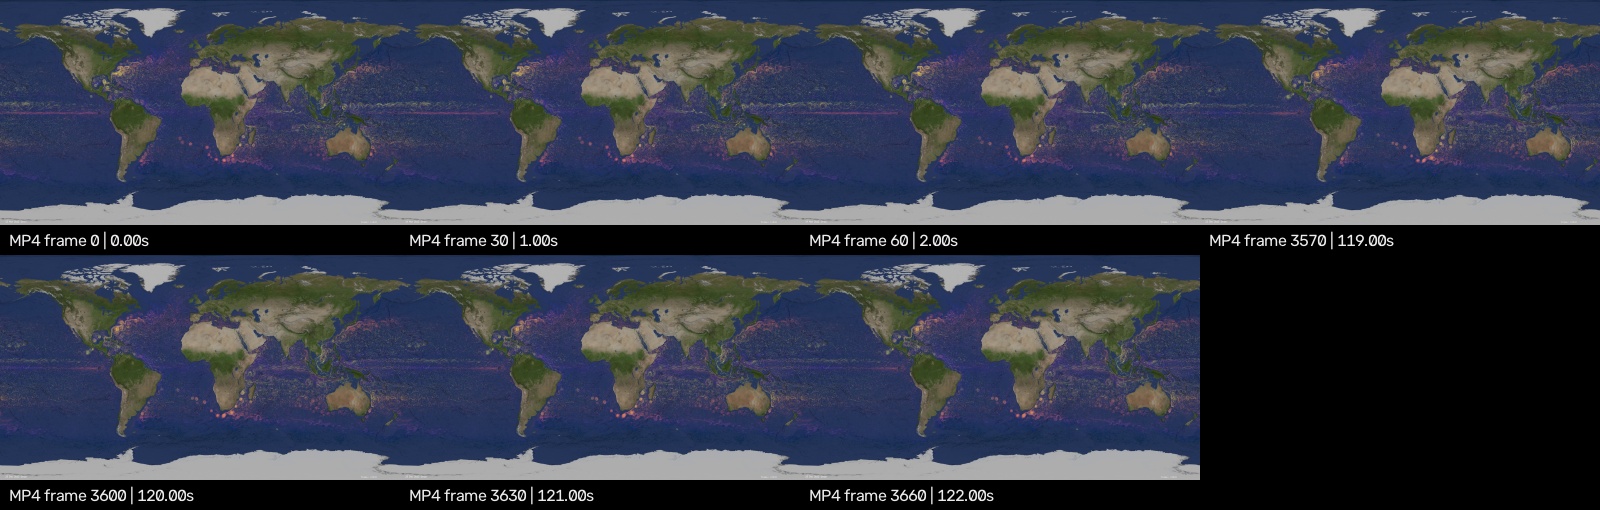 MP4 frame 0 | 0.00s
MP4 frame 30 | 1.00s
MP4 frame 60 | 2.00s
MP4 frame 3570 | 119.00s
MP4 frame 3600 | 120.00s
MP4 frame 3630 | 121.00s
MP4 frame 3660 | 122.00s